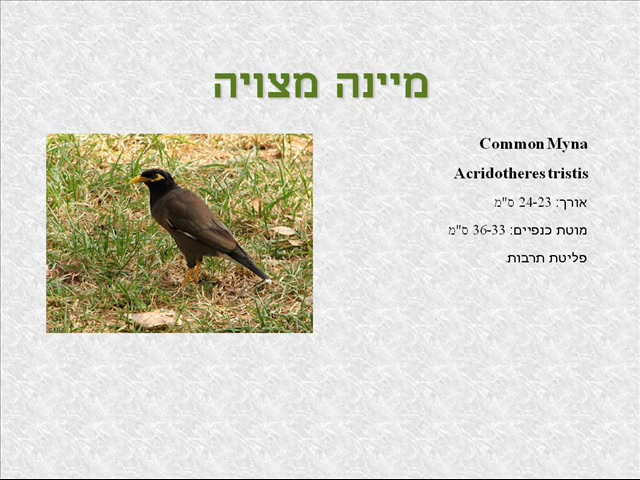 מיינה מצויה
Common Myna
Acridotheres tristis
אורך: 24-23 ס"מ
מוטת כנפיים: 36-33 ס"מ
פליטת תרבות.